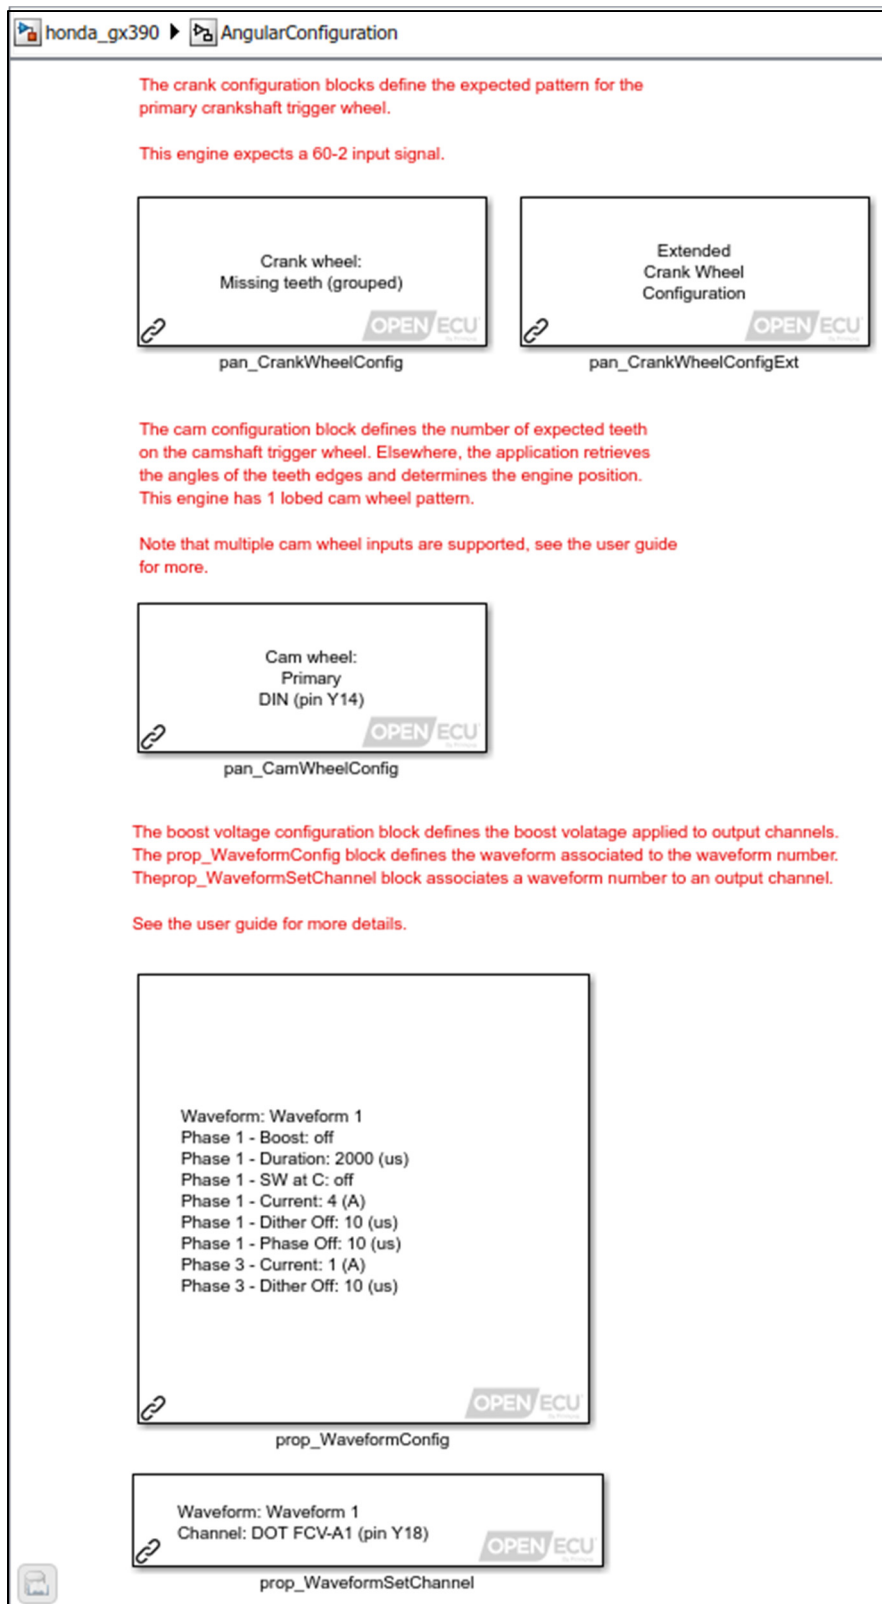 honda_gx390 AngularConfiguration
The crank configuration blocks define the expected pattern for the
primary crankshaft trigger wheel.
This engine expects a 60-2 input signal.
Crank wheel:
Missing teeth (grouped)
OPEN ECU
pan_CrankWheelConfig
Extended
Crank Wheel
Configuration
OPEN ECU
pan_CrankWheelConfigExt
The cam configuration block defines the number of expected teeth
on the camshaft trigger wheel. Elsewhere, the application retrieves
the angles of the teeth edges and determines the engine position.
This engine has 1 lobed cam wheel pattern.
Note that multiple cam wheel inputs are supported, see the user guide
for more.
Cam wheel:
Primary
DIN (pin Y14)
OPEN ECU
pan_CamWheelConfig
The boost voltage configuration block defines the boost volatage applied to output channels.
The prop_WaveformConfig block defines the waveform associated to the waveform number.
Theprop_WaveformSetChannel block associates a waveform number to an output channel.
See the user guide for more details.
Waveform: Waveform 1
Phase 1 - Boost: off
Phase 1 - Duration: 2000 (us)
Phase 1 - SW at C: off
Phase 1 - Current: 4 (A)
Phase 1 - Dither Off: 10 (us)
Phase 1 - Phase Off: 10 (us)
Phase 3 - Current: 1 (A)
Phase 3 - Dither Off: 10 (us)
OPEN ECU
prop_WaveformConfig
Waveform: Waveform 1
Channel: DOT FCV-A1 (pin Y18)
OPEN ECU
prop_WaveformSetChannel